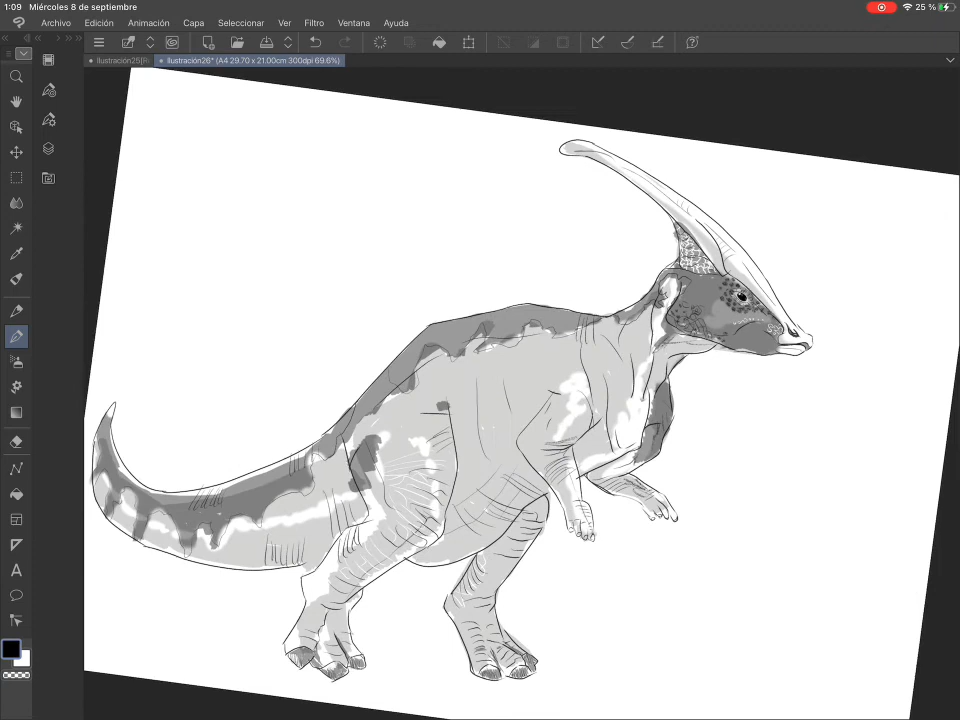 1:09 Miércoles 8 de septiembre
25 %
Archivo Edición Animación Capa Seleccionar Ver Filtro Ventana Ayuda
Ilustración25
Ilustración26* (A4 29.70 x 21.00cm 300dpi 69.6%)